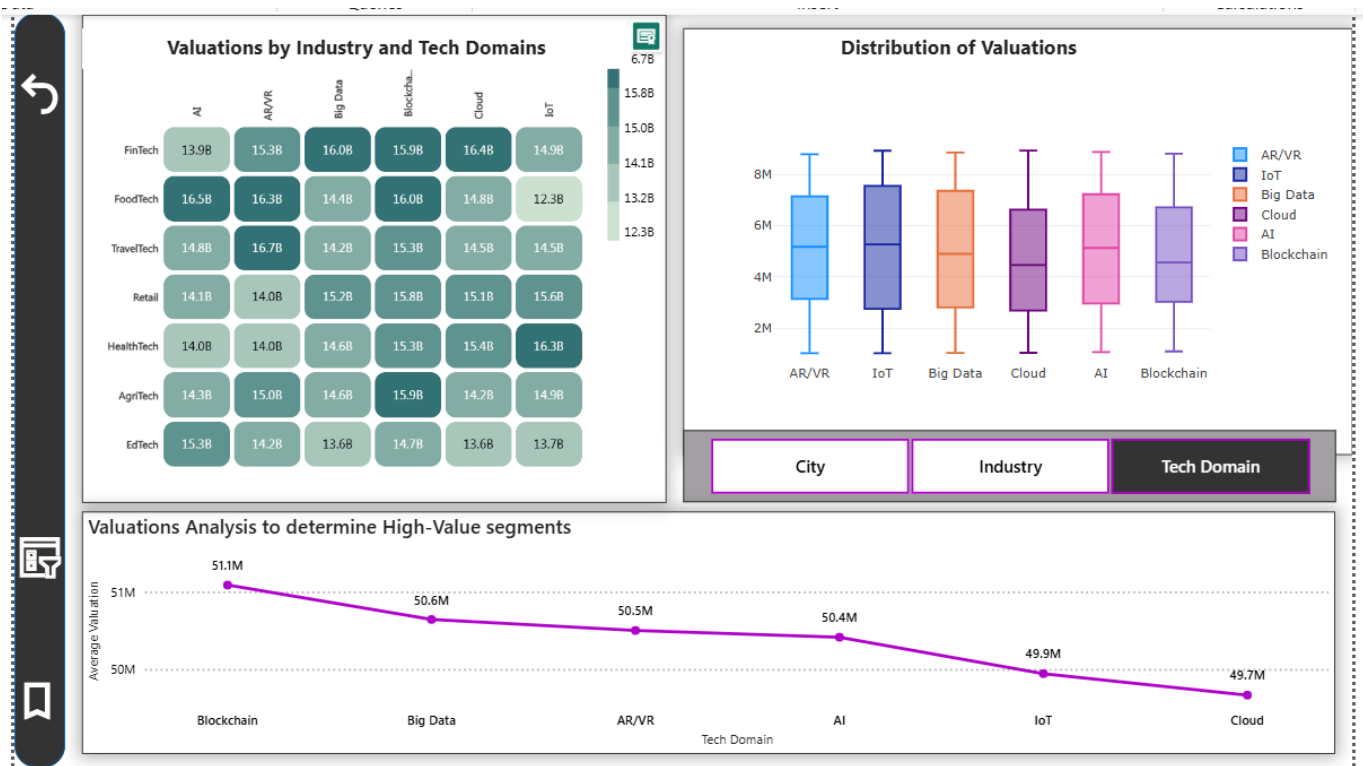 Valuations by Industry and Tech Domains
AI
AR/VR
Big Data
Blockcha...
Cloud
IoT
FinTech 13.9B 15.3B 16.0B 15.9B 16.4B 14.9B
FoodTech 16.5B 16.3B 14.4B 16.0B 14.8B 12.3B
TravelTech 14.8B 16.7B 14.2B 15.3B 14.5B 14.5B
Retail 14.1B 14.0B 15.2B 15.8B 15.1B 15.6B
HealthTech 14.0B 14.0B 14.6B 15.3B 15.4B 16.3B
AgriTech 14.3B 15.0B 14.6B 15.9B 14.2B 14.9B
EdTech 15.3B 14.2B 13.6B 14.7B 13.6B 13.7B
6.7B
15.8B
15.0B
14.1B
13.2B
12.3B
Distribution of Valuations
8M
6M
4M
2M
AR/VR IoT Big Data Cloud AI Blockchain
AR/VR
IoT
Big Data
Cloud
AI
Blockchain
City Industry Tech Domain
Valuations Analysis to determine High-Value segments
Average Valuation
51M
50M
51.1M
50.6M
50.5M
50.4M
49.9M
49.7M
Blockchain Big Data AR/VR AI IoT Cloud
Tech Domain